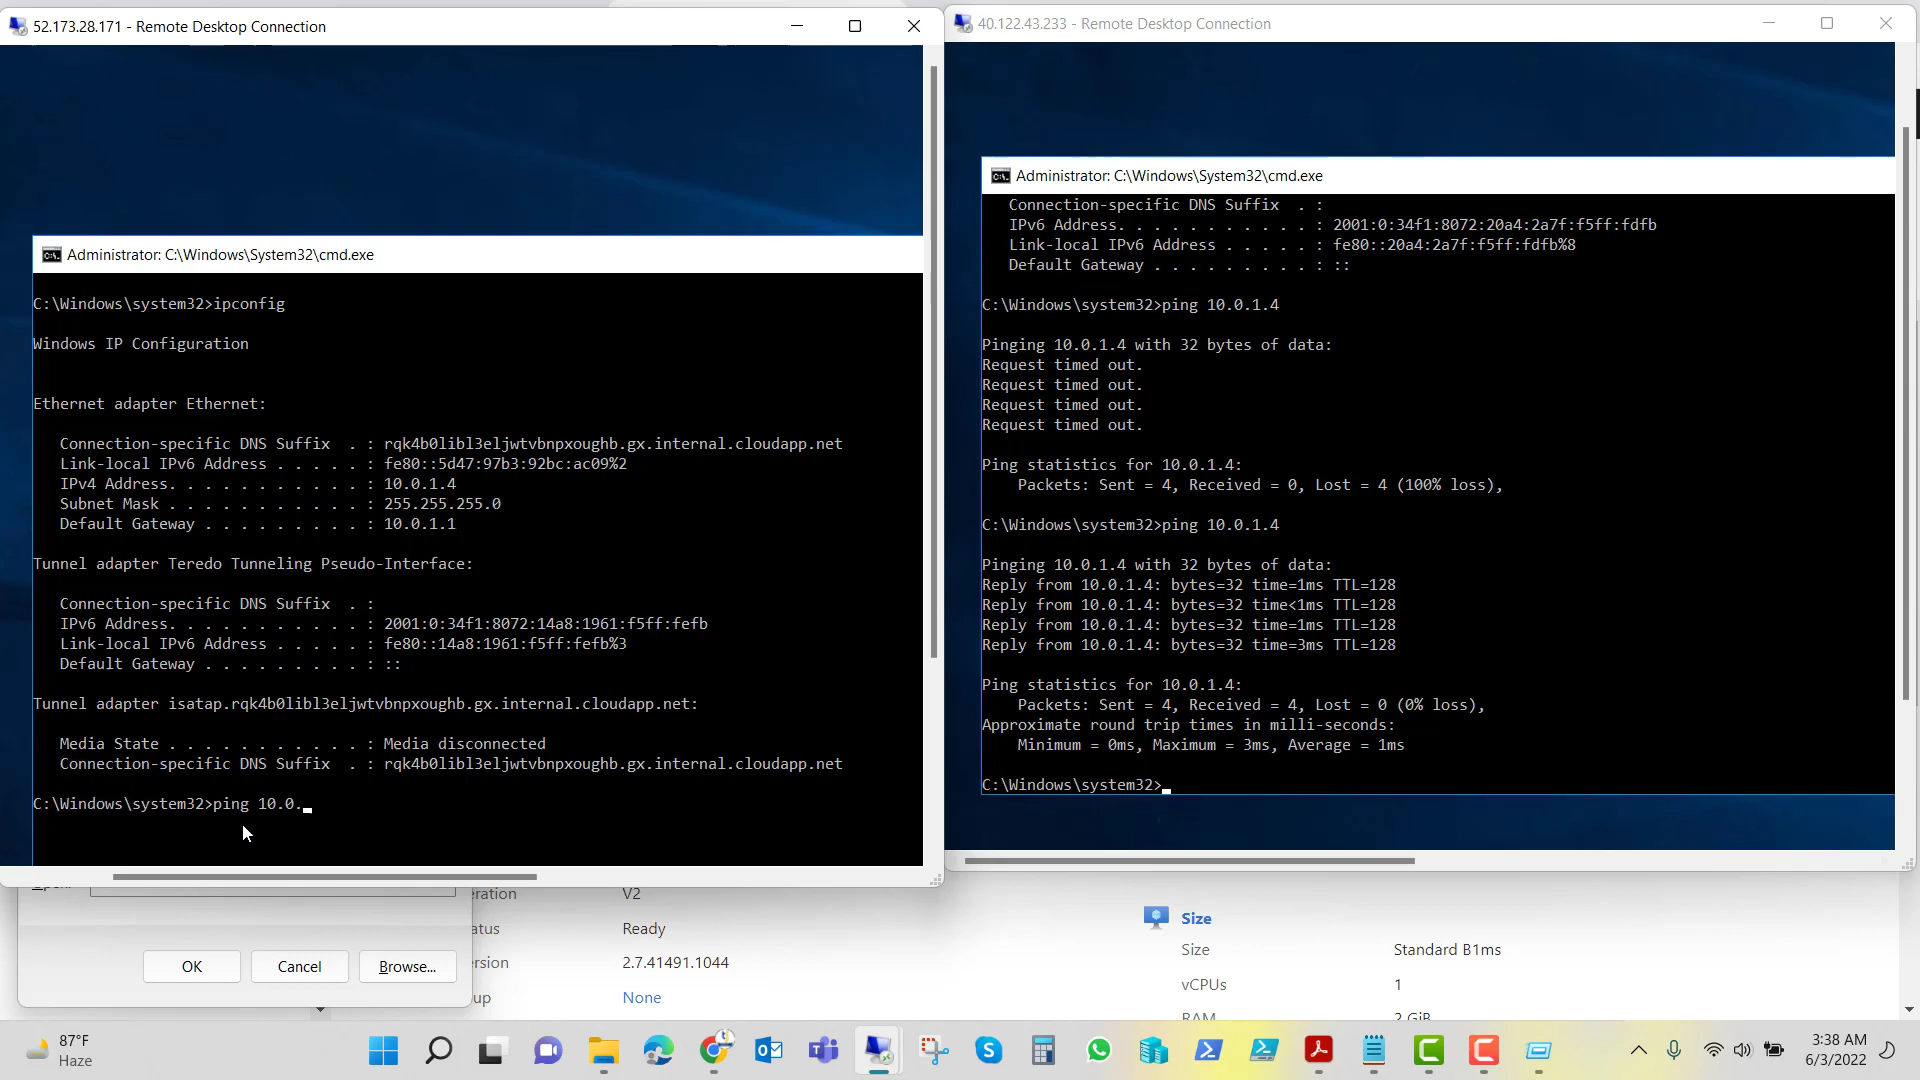 52.173.28.171 - Remote Desktop Connection
Administrator: C:\Windows\System32\cmd.exe
C:\Windows\system32>ipconfig
Windows IP Configuration
Ethernet adapter Ethernet:
Connection-specific DNS Suffix . : rqk4b0libl3eljwtvbnpxoughb.gx.internal.cloudapp.net
Link-local IPv6 Address . . . . . : fe80::5d47:97b3:92bc:ac09%2
IPv4 Address. . . . . . . . . . . : 10.0.1.4
Subnet Mask . . . . . . . . . . . : 255.255.255.0
Default Gateway . . . . . . . . . : 10.0.1.1
Tunnel adapter Teredo Tunneling Pseudo-Interface:
Connection-specific DNS Suffix . :
IPv6 Address. . . . . . . . . . . : 2001:0:34f1:8072:14a8:1961:f5ff:fefb
Link-local IPv6 Address . . . . . : fe80::14a8:1961:f5ff:fefb%3
Default Gateway . . . . . . . . . : ::
Tunnel adapter isatap.rqk4b0libl3eljwtvbnpxoughb.gx.internal.cloudapp.net:
Media State . . . . . . . . . . . : Media disconnected
Connection-specific DNS Suffix . : rqk4b0libl3eljwtvbnpxoughb.gx.internal.cloudapp.net
C:\Windows\system32>ping 10.0.
40.122.43.233 - Remote Desktop Connection
Administrator: C:\Windows\System32\cmd.exe
Connection-specific DNS Suffix . :
IPv6 Address. . . . . . . . . . . : 2001:0:34f1:8072:20a4:2a7f:f5ff:fdfb
Link-local IPv6 Address . . . . . : fe80::20a4:2a7f:f5ff:fdfb%8
Default Gateway . . . . . . . . . : ::
C:\Windows\system32>ping 10.0.1.4
Pinging 10.0.1.4 with 32 bytes of data:
Request timed out.
Request timed out.
Request timed out.
Request timed out.
Ping statistics for 10.0.1.4:
Packets: Sent = 4, Received = 0, Lost = 4 (100% loss),
C:\Windows\system32>ping 10.0.1.4
Pinging 10.0.1.4 with 32 bytes of data:
Reply from 10.0.1.4: bytes=32 time=1ms TTL=128
Reply from 10.0.1.4: bytes=32 time<1ms TTL=128
Reply from 10.0.1.4: bytes=32 time=1ms TTL=128
Reply from 10.0.1.4: bytes=32 time=3ms TTL=128
Ping statistics for 10.0.1.4:
Packets: Sent = 4, Received = 4, Lost = 0 (0% loss),
Approximate round trip times in milli-seconds:
Minimum = 0ms, Maximum = 3ms, Average = 1ms
C:\Windows\system32>
OK Cancel Browse...
eration V2
atus Ready
ersion 2.7.41491.1044
up None
Size
Size Standard B1ms
vCPUs 1
RAM 2 GiB
87°F
Haze
3:38 AM
6/3/2022